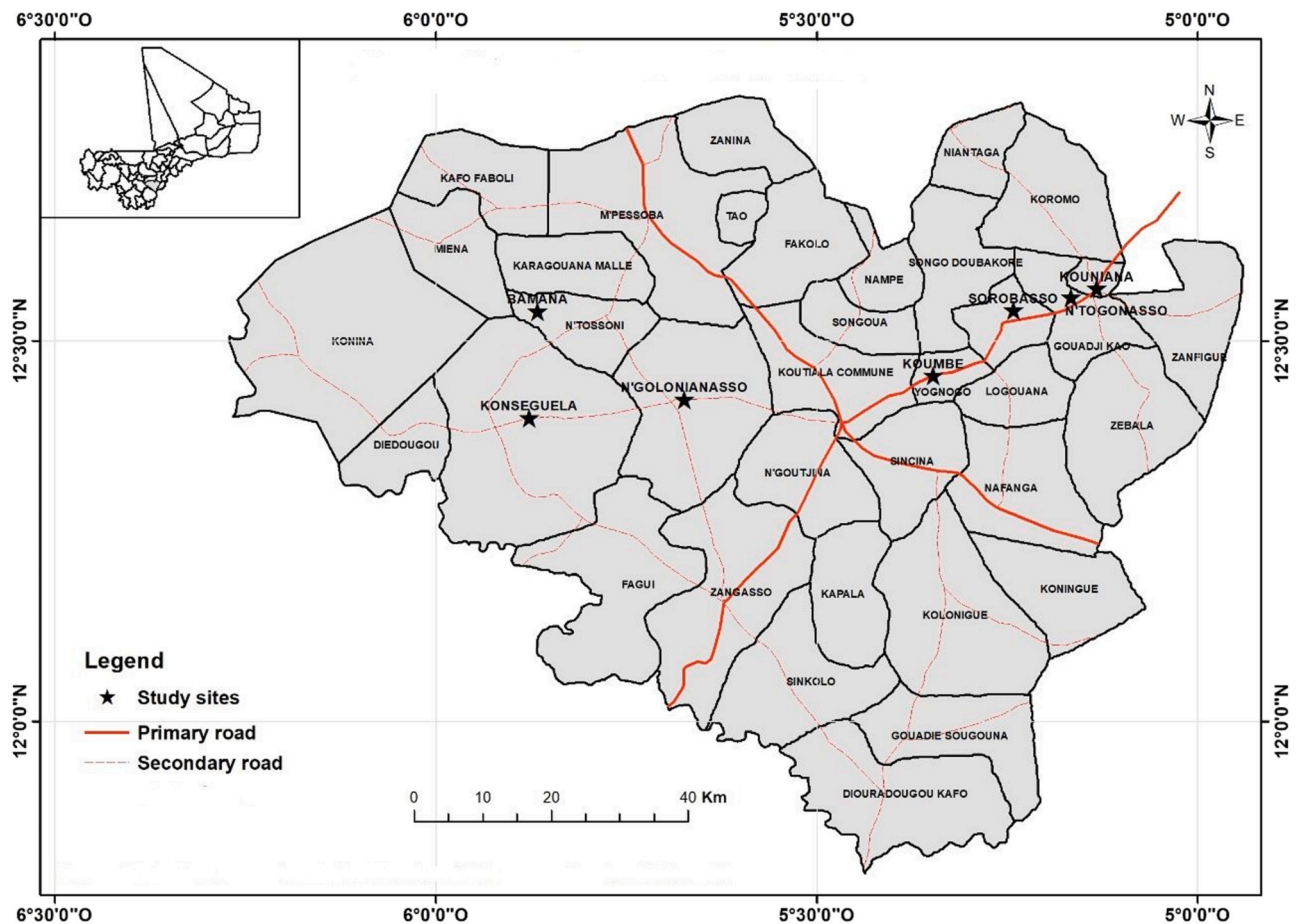 6°30'0"O
6°0'0"O
5°30'0"O
5°0'0"O
N
W
E
S
ZANINA
NIANTAGA
KAFO FABOLI
KOROMO
M'PESSOBA
TAO
MIENA
FAKOLO
SONGO DOUBAKORE
KARAGOUANA MALLE
NAMPE
KOUNIANA
BAMANA
SOROBASSO
N'TOGONASSO
N'TOSSONI
SONGOUA
12°30'0"N
KONINA
GOUADJI KAO
ZANFIGUE
12°30'0"N
KOUMBE
KOUTIALA COMMUNE
N'GOLONIANASSO
YOGNOGO
LOGOUANA
KONSEGUELA
ZEBALA
DIEDOUGOU
SINCINA
N'GOUTJINA
NAFANGA
FAGUI
ZANGASSO
KAPALA
KONINGUE
KOLONIGUE
Legend
SINKOLO
Study sites
12°0'0"N
12°0'0"N
Primary road
GOUADIE SOUGOUNA
Secondary road
DIOURADOUGOU KAFO
0 10 20 40 Km
6°30'0"O
6°0'0"O
5°30'0"O
5°0'0"O